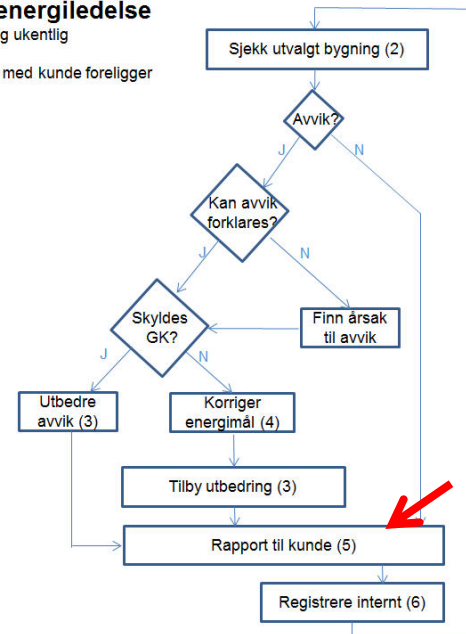 energiledelse
g ukentlig
med kunde foreligger
Sjekk utvalgt bygning (2)
Avvik?
J
N
Kan avvik
forklares?
J
N
Skyldes
GK?
Finn årsak
til avvik
J
N
Utbedre
avvik (3)
Korriger
energimål (4)
Tilby utbedring (3)
Rapport til kunde (5)
Registrere internt (6)